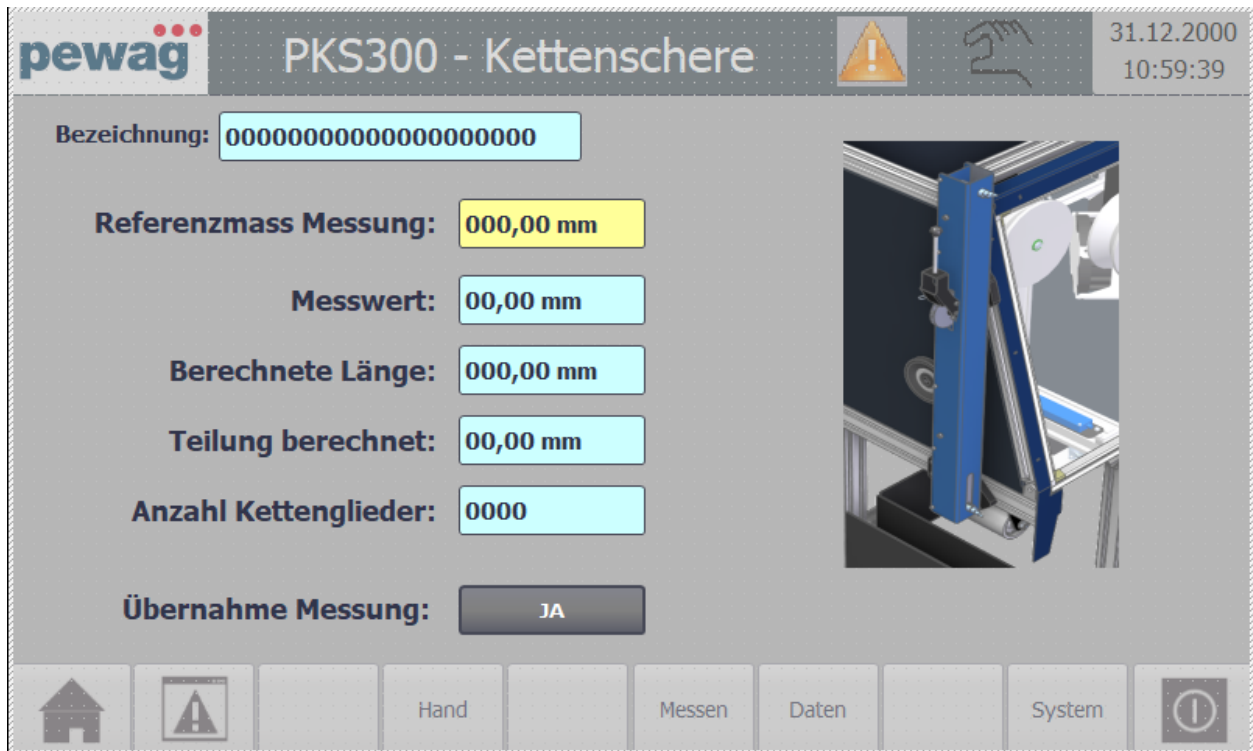 pewag
PKS300 - Kettenschere
31.12.2000
10:59:39
Bezeichnung: 00000000000000000000
Referenzmass Messung: 000,00 mm
Messwert: 00,00 mm
Berechnete Länge: 000,00 mm
Teilung berechnet: 00,00 mm
Anzahl Kettenglieder: 0000
Übernahme Messung: JA
Hand Messen Daten System